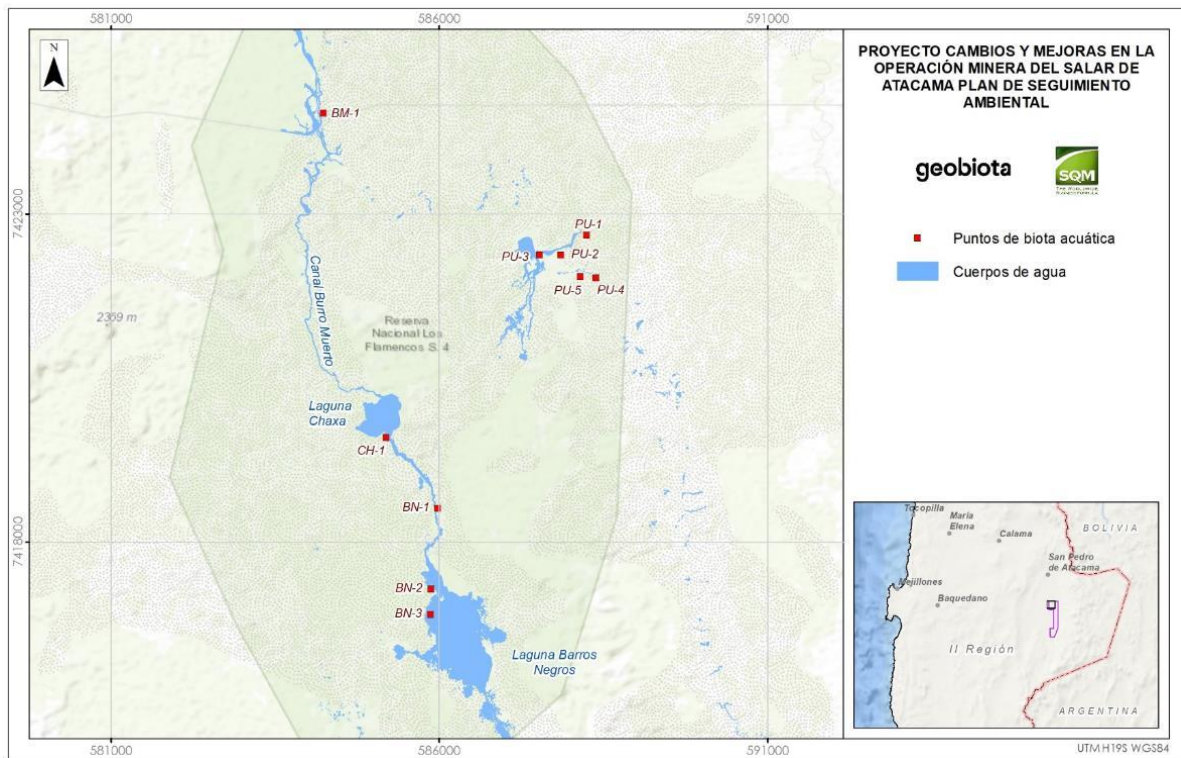 581000
586000
591000
N
BM-1
7423000
PU-1
PU-3
PU-2
PU-5
PU-4
Canal Burro Muerto
2309 m
Reserva
Nacional Los
Flamencos S. 4
Laguna
Chaxa
CH-1
BN-1
7418000
BN-2
BN-3
Laguna Barros
Negros
581000
586000
591000
PROYECTO CAMBIOS Y MEJORAS EN LA
OPERACIÓN MINERA DEL SALAR DE
ATACAMA PLAN DE SEGUIMIENTO
AMBIENTAL
geobiota
SQM
Puntos de biota acuática
Cuerpos de agua
Tocopilla
María
Elena
Calama
BOLIVIA
San Pedro
de Atacama
Mejillones
Baquedano
II Región
ARGENTINA
UTM H19S WGS84